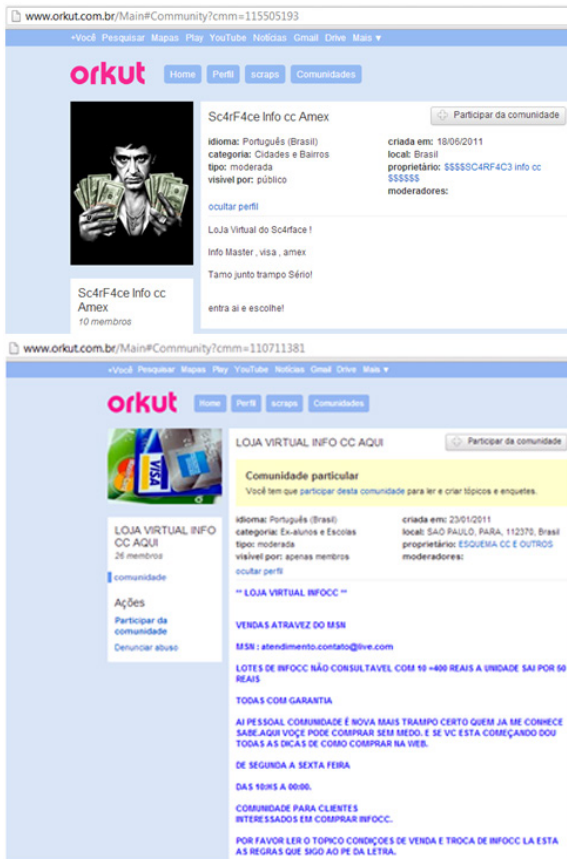 www.orkut.com.br/Main#Community?cmm=115505193
+Você Pesquisar Mapas Play YouTube Notícias Gmail Drive Mais ▼
orkut Home Perfil scraps Comunidades
Sc4rF4ce Info cc Amex
Participar da comunidade
idioma: Português (Brasil)
categoria: Cidades e Bairros
tipo: moderada
visível por: público
criada em: 18/06/2011
local: Brasil
proprietário: $$$$SC4RF4C3 info cc
$$$$$$
moderadores:
ocultar perfil
LoJa Virtual do Sc4rface !
Info Master , visa , amex
Tamo junto trampo Sério!
entra ai e escolhe!
Sc4rF4ce Info cc
Amex
10 membros
www.orkut.com.br/Main#Community?cmm=110711381
+Você Pesquisar Mapas Play YouTube Notícias Gmail Drive Mais ▼
orkut Home Perfil scraps Comunidades
VISA
LOJA VIRTUAL INFO CC AQUI
Participar da comunidade
Comunidade particular
Você tem que participar desta comunidade para ler e criar tópicos e enquetes.
LOJA VIRTUAL INFO
CC AQUI
26 membros
comunidade
Ações
Participar da
comunidade
Denunciar abuso
idioma: Português (Brasil)
categoria: Ex-alunos e Escolas
tipo: moderada
visível por: apenas membros
criada em: 23/01/2011
local: SAO PAULO, PARA, 112370, Brasil
proprietário: ESQUEMA CC E OUTROS
moderadores:
ocultar perfil
** LOJA VIRTUAL INFOCC **
VENDAS ATRAVEZ DO MSN
MSN : atendimento.contato@live.com
LOTES DE INFOCC NÃO CONSULTAVEL COM 10 =400 REAIS A UNIDADE SAI POR 50
REAIS
TODAS COM GARANTIA
AI PESSOAL COMUNIDADE É NOVA MAIS TRAMPO CERTO QUEM JA ME CONHECE
SABE.AQUI VOÇE PODE COMPRAR SEM MEDO. E SE VC ESTA COMEÇANDO DOU
TODAS AS DICAS DE COMO COMPRAR NA WEB.
DE SEGUNDA A SEXTA FEIRA
DAS 10:HS A 00:00.
COMUNIDADE PARA CLIENTES
INTERESSADOS EM COMPRAR INFOCC.
POR FAVOR LER O TOPICO CONDIÇOES DE VENDA E TROCA DE INFOCC LA ESTA
AS REGRAS QUE SIGO AO PE DA LETRA.